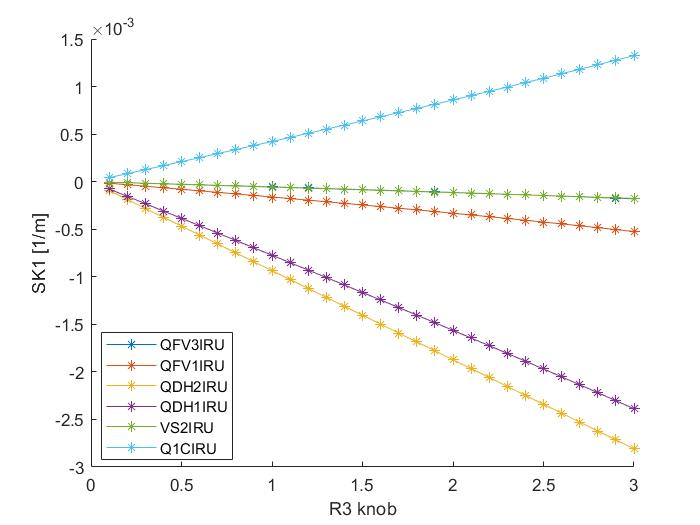 ×10-3
1.5
1
0.5
0
-0.5
-1
-1.5
-2
-2.5
-3
SK1 [1/m]
QFV3IRU
QFV1IRU
QDH2IRU
QDH1IRU
VS2IRU
Q1CIRU
0 0.5 1 1.5 2 2.5 3
R3 knob